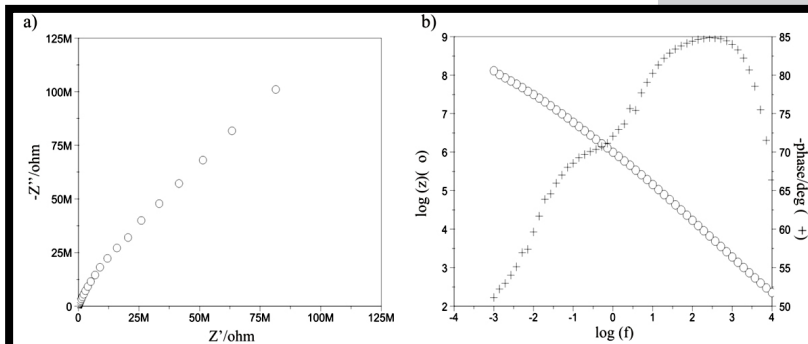 a)
125M
100M
75M
50M
25M
0
-Z''/ohm
0 25M 50M 75M 100M 125M
Z'/ohm
b)
9
8
7
6
5
4
3
2
log (z)( o)
85
80
75
70
65
60
55
50
-phase/deg ( +)
-4 -3 -2 -1 0 1 2 3 4
log (f)